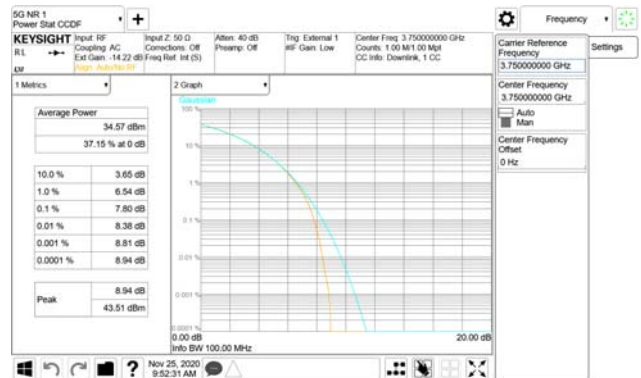 5G NR 1
Power Stat CCDF
KEYSIGHT
RL
Input: RF
Coupling: AC
Ext Gain: -14.22 dB
Align: Auto/No RF
Input Z: 50 Ω
Corrections: Off
Freq Ref: Int (S)
Atten: 40 dB
Preamp: Off
Trig: External 1
#IF Gain: Low
Center Freq: 3.750000000 GHz
Counts: 1.00 M/1.00 Mpt
CC Info: Downlink, 1 CC
1 Metrics
Average Power
34.57 dBm
37.15 % at 0 dB
10.0 % 3.65 dB
1.0 % 6.54 dB
0.1 % 7.80 dB
0.01 % 8.38 dB
0.001 % 8.81 dB
0.0001 % 8.94 dB
Peak
8.94 dB
43.51 dBm
2 Graph
Gaussian
100 %
10 %
1 %
0.1 %
0.01 %
0.001 %
0.0001 %
0.00 dB
20.00 dB
Info BW 100.00 MHz
Nov 25, 2020
9:52:31 AM
Frequency
Settings
Carrier Reference
Frequency
3.750000000 GHz
Center Frequency
3.750000000 GHz
Auto
Man
Center Frequency
Offset
0 Hz